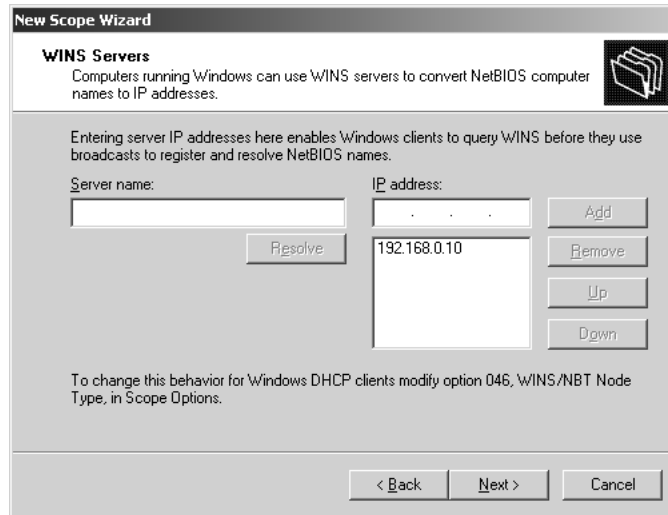 New Scope Wizard
WINS Servers
Computers running Windows can use WINS servers to convert NetBIOS computer
names to IP addresses.
Entering server IP addresses here enables Windows clients to query WINS before they use
broadcasts to register and resolve NetBIOS names.
Server name:
IP address:
. . .
Add
Resolve
192.168.0.10
Remove
Up
Down
To change this behavior for Windows DHCP clients modify option 046, WINS/NBT Node
Type, in Scope Options.
< Back
Next >
Cancel